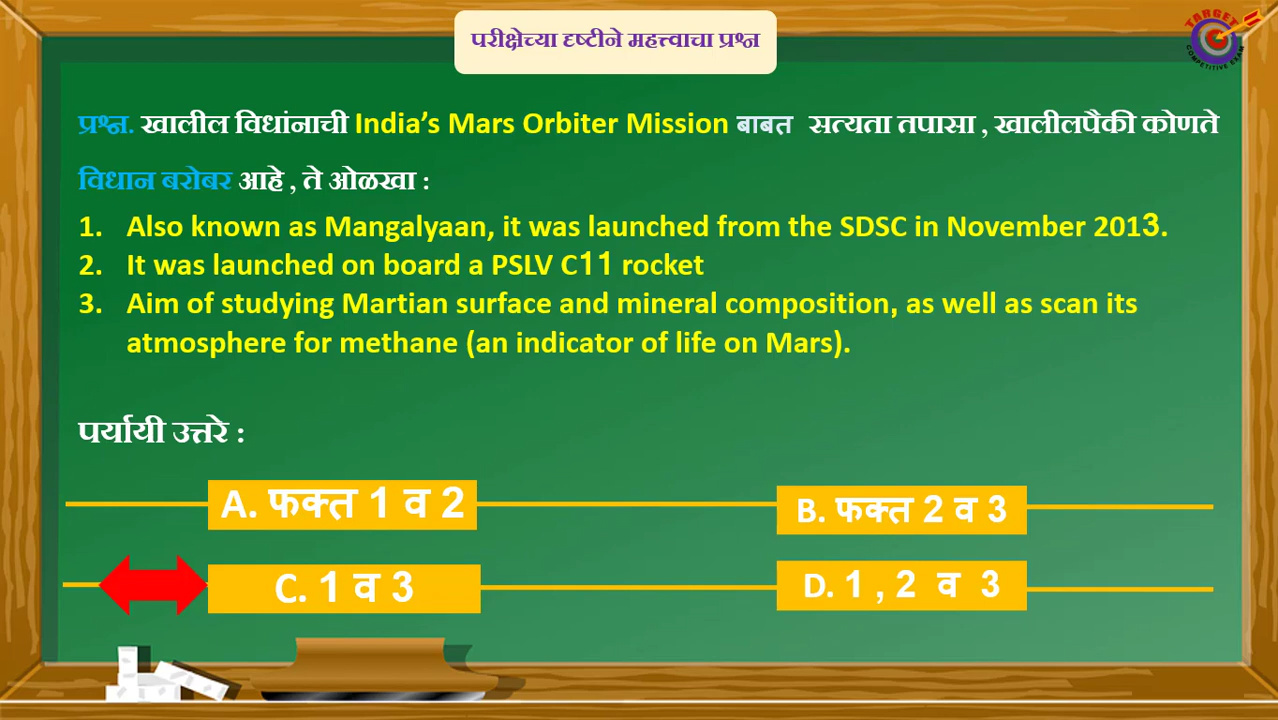 परीक्षेच्या दृष्टीने महत्त्वाचा प्रश्न
TARGET
COMPETITIVE EXAM
प्रश्न. खालील विधांनाची India’s Mars Orbiter Mission बाबत सत्यता तपासा , खालीलपैकी कोणते
विधान बरोबर आहे , ते ओळखा :
1. Also known as Mangalyaan, it was launched from the SDSC in November 2013.
2. It was launched on board a PSLV C11 rocket
3. Aim of studying Martian surface and mineral composition, as well as scan its
atmosphere for methane (an indicator of life on Mars).
पर्यायी उत्तरे :
A. फक्त 1 व 2
B. फक्त 2 व 3
C. 1 व 3
D. 1 , 2 व 3